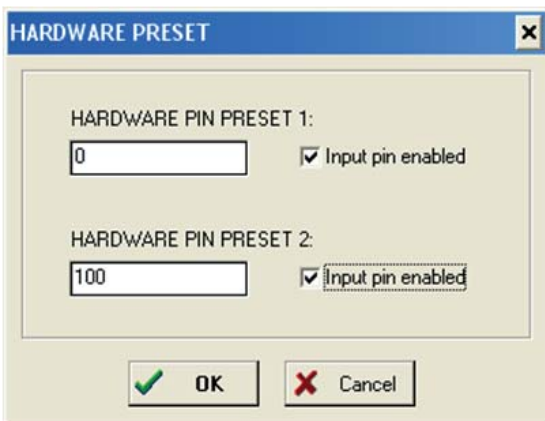 HARDWARE PRESET
HARDWARE PIN PRESET 1:
0 Input pin enabled
HARDWARE PIN PRESET 2:
100 Input pin enabled
OK Cancel